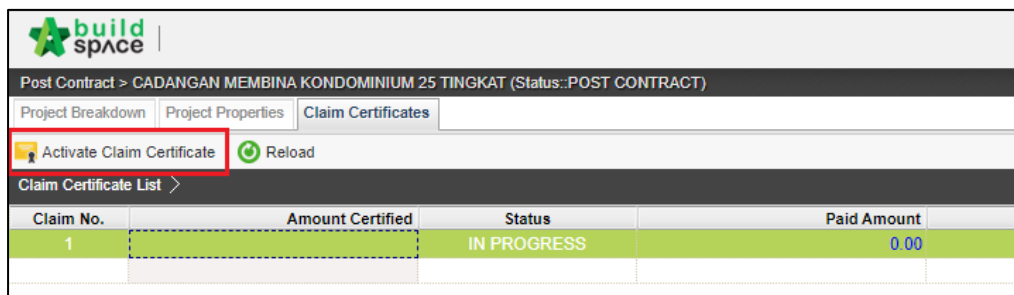 build
space
Post Contract > CADANGAN MEMBINA KONDOMINIUM 25 TINGKAT (Status::POST CONTRACT)
Project Breakdown Project Properties Claim Certificates
Activate Claim Certificate Reload
Claim Certificate List >
Claim No. Amount Certified Status Paid Amount
1 IN PROGRESS 0.00